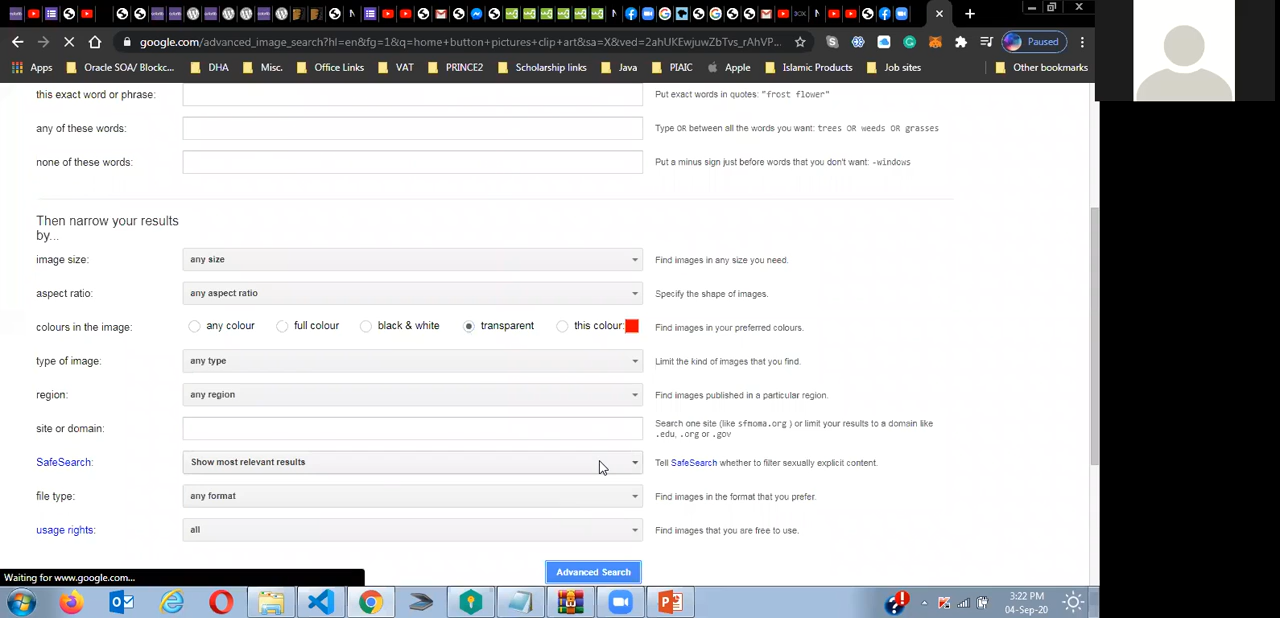 google.com/advanced_image_search?hl=en&fg=1&q=home+button+pictures+clip+art&sa=X&ved=2ahUKEwjuwZbTvs_rAhVP...
Paused
Apps
Oracle SOA/ Blockc...
DHA
Misc.
Office Links
VAT
PRINCE2
Scholarship links
Java
PIAIC
Apple
Islamic Products
Job sites
Other bookmarks
this exact word or phrase:
Put exact words in quotes: "frost flower"
any of these words:
Type OR between all the words you want: trees OR weeds OR grasses
none of these words:
Put a minus sign just before words that you don't want: -windows
Then narrow your results
by...
image size:
any size
Find images in any size you need.
aspect ratio:
any aspect ratio
Specify the shape of images.
colours in the image:
any colour
full colour
black & white
transparent
this colour:
Find images in your preferred colours.
type of image:
any type
Limit the kind of images that you find.
region:
any region
Find images published in a particular region.
site or domain:
Search one site (like sfmoma.org ) or limit your results to a domain like
.edu, .org or .gov
SafeSearch:
Show most relevant results
Tell SafeSearch whether to filter sexually explicit content.
file type:
any format
Find images in the format that you prefer.
usage rights:
all
Find images that you are free to use.
Advanced Search
Waiting for www.google.com...
3:22 PM
04-Sep-20